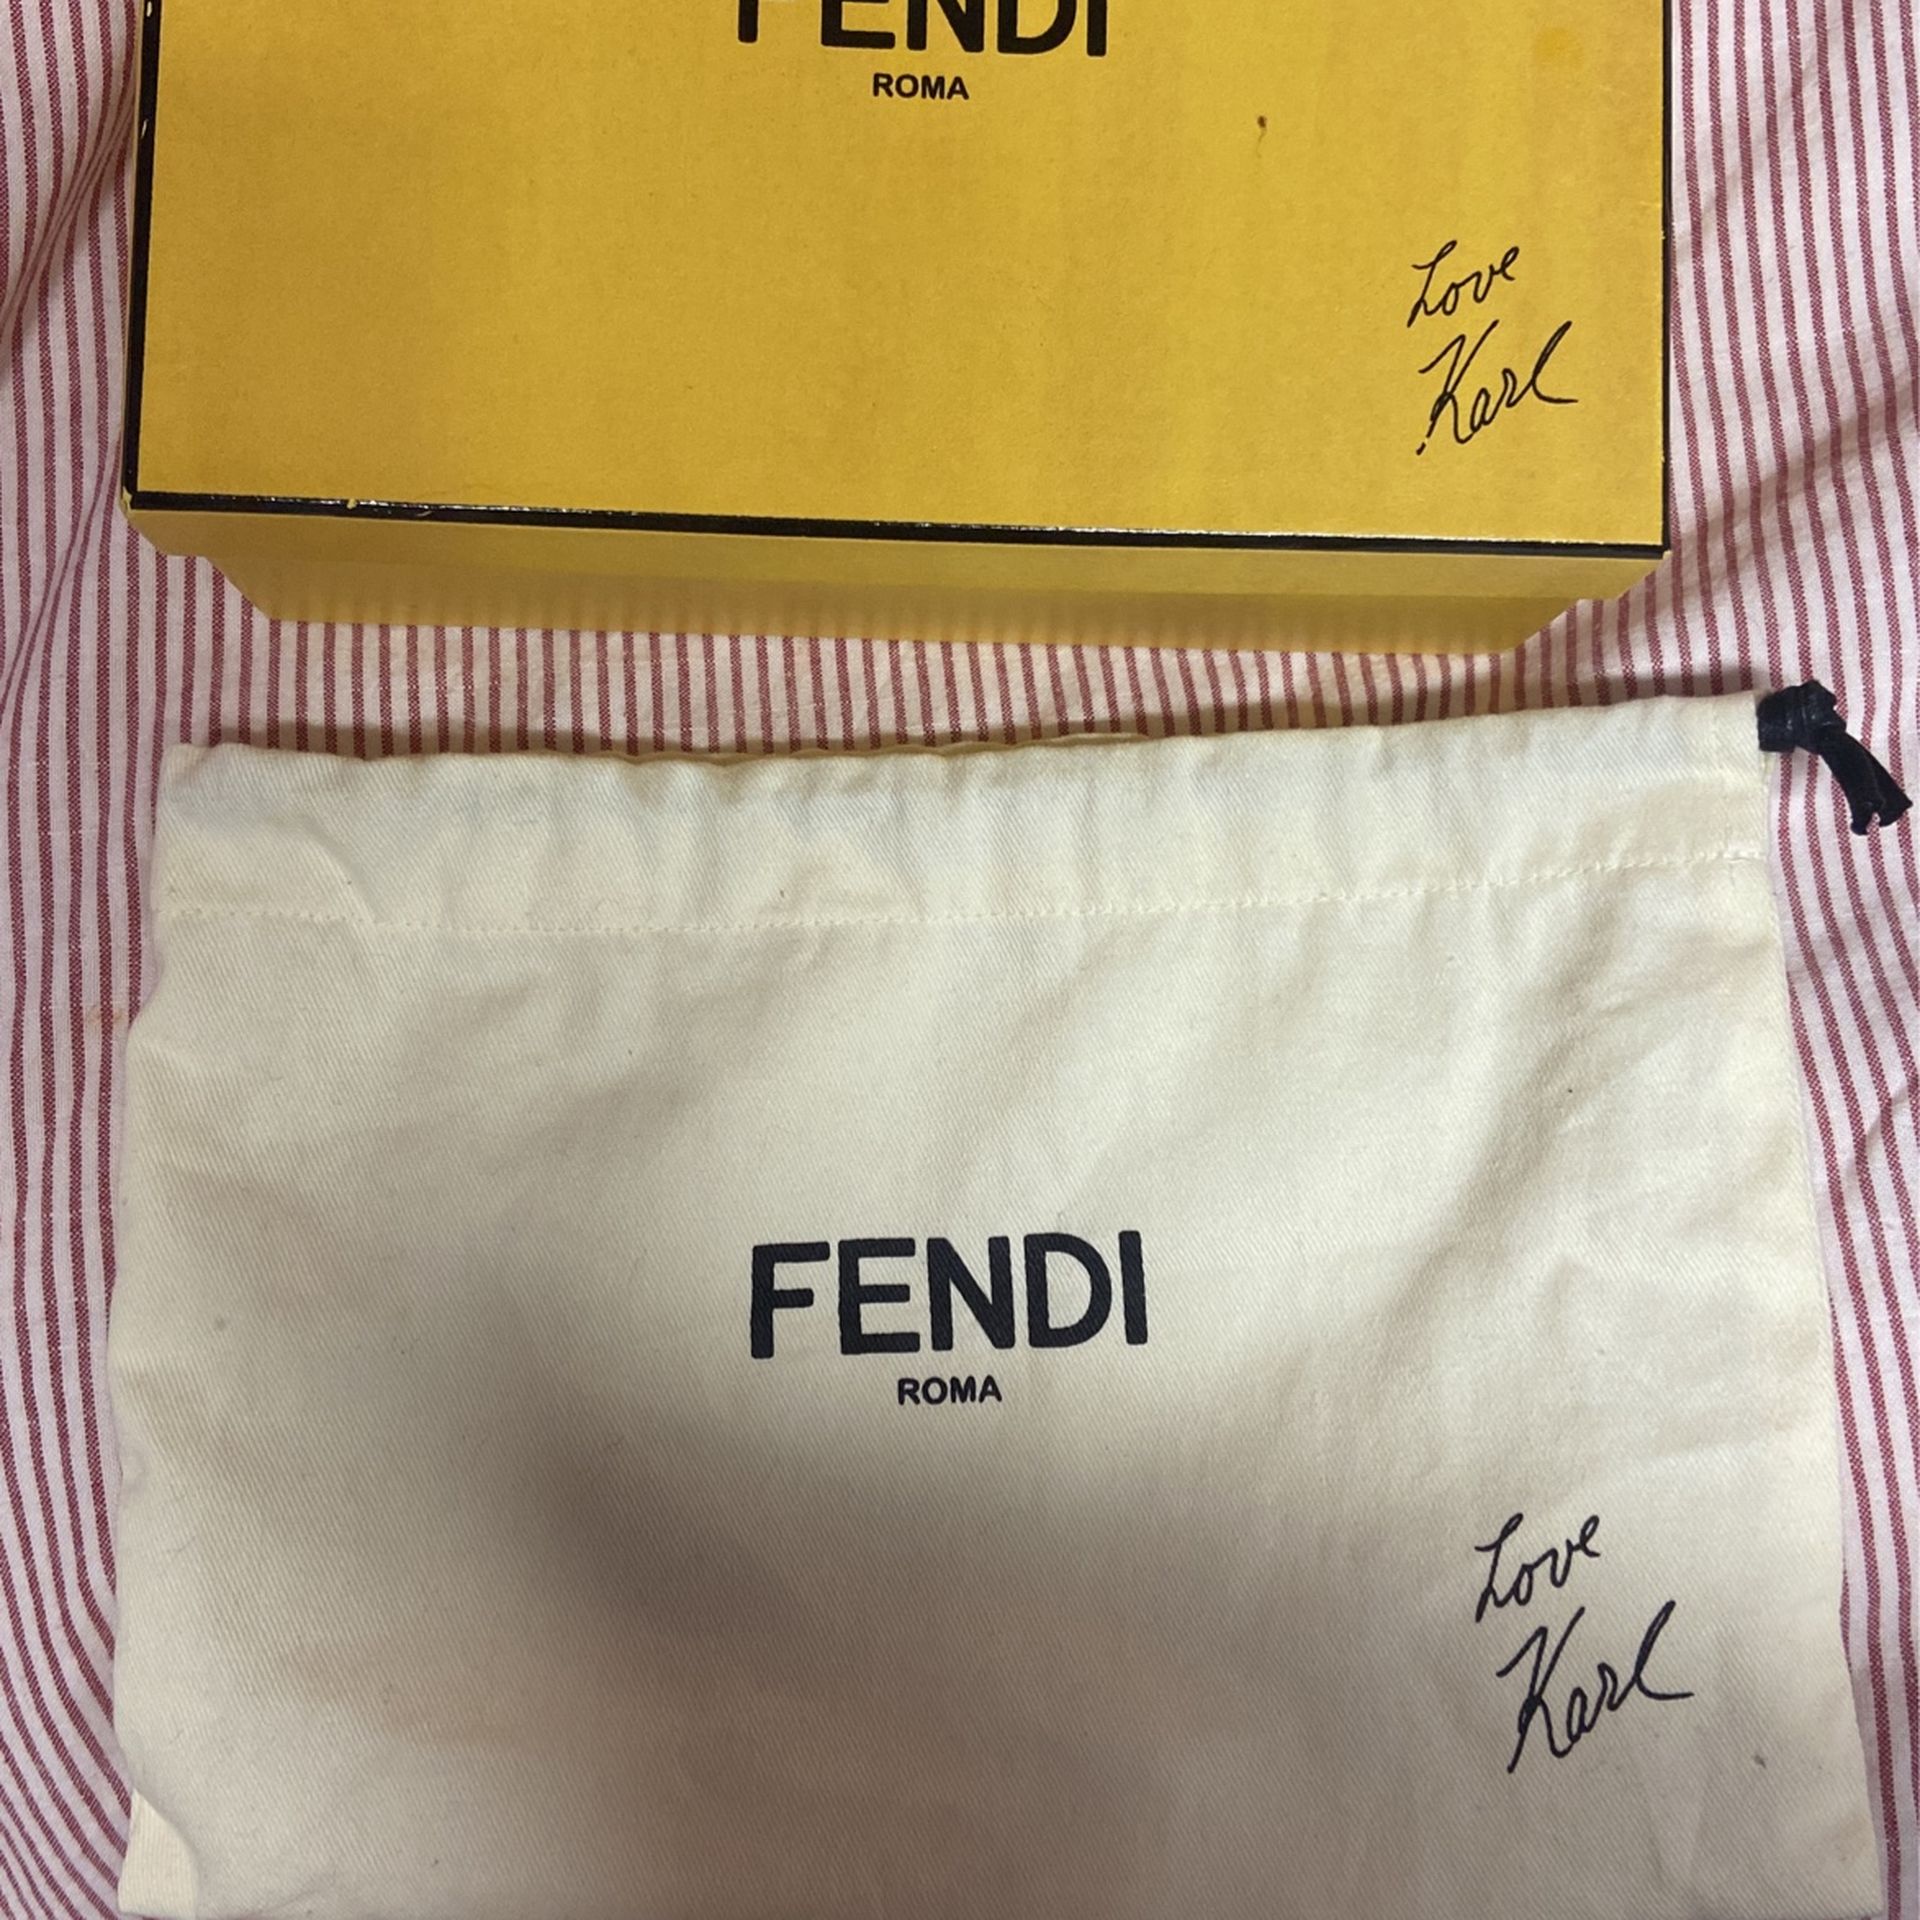 FENDI
ROMA
Love
Karl
FENDI
ROMA
Love
Karl